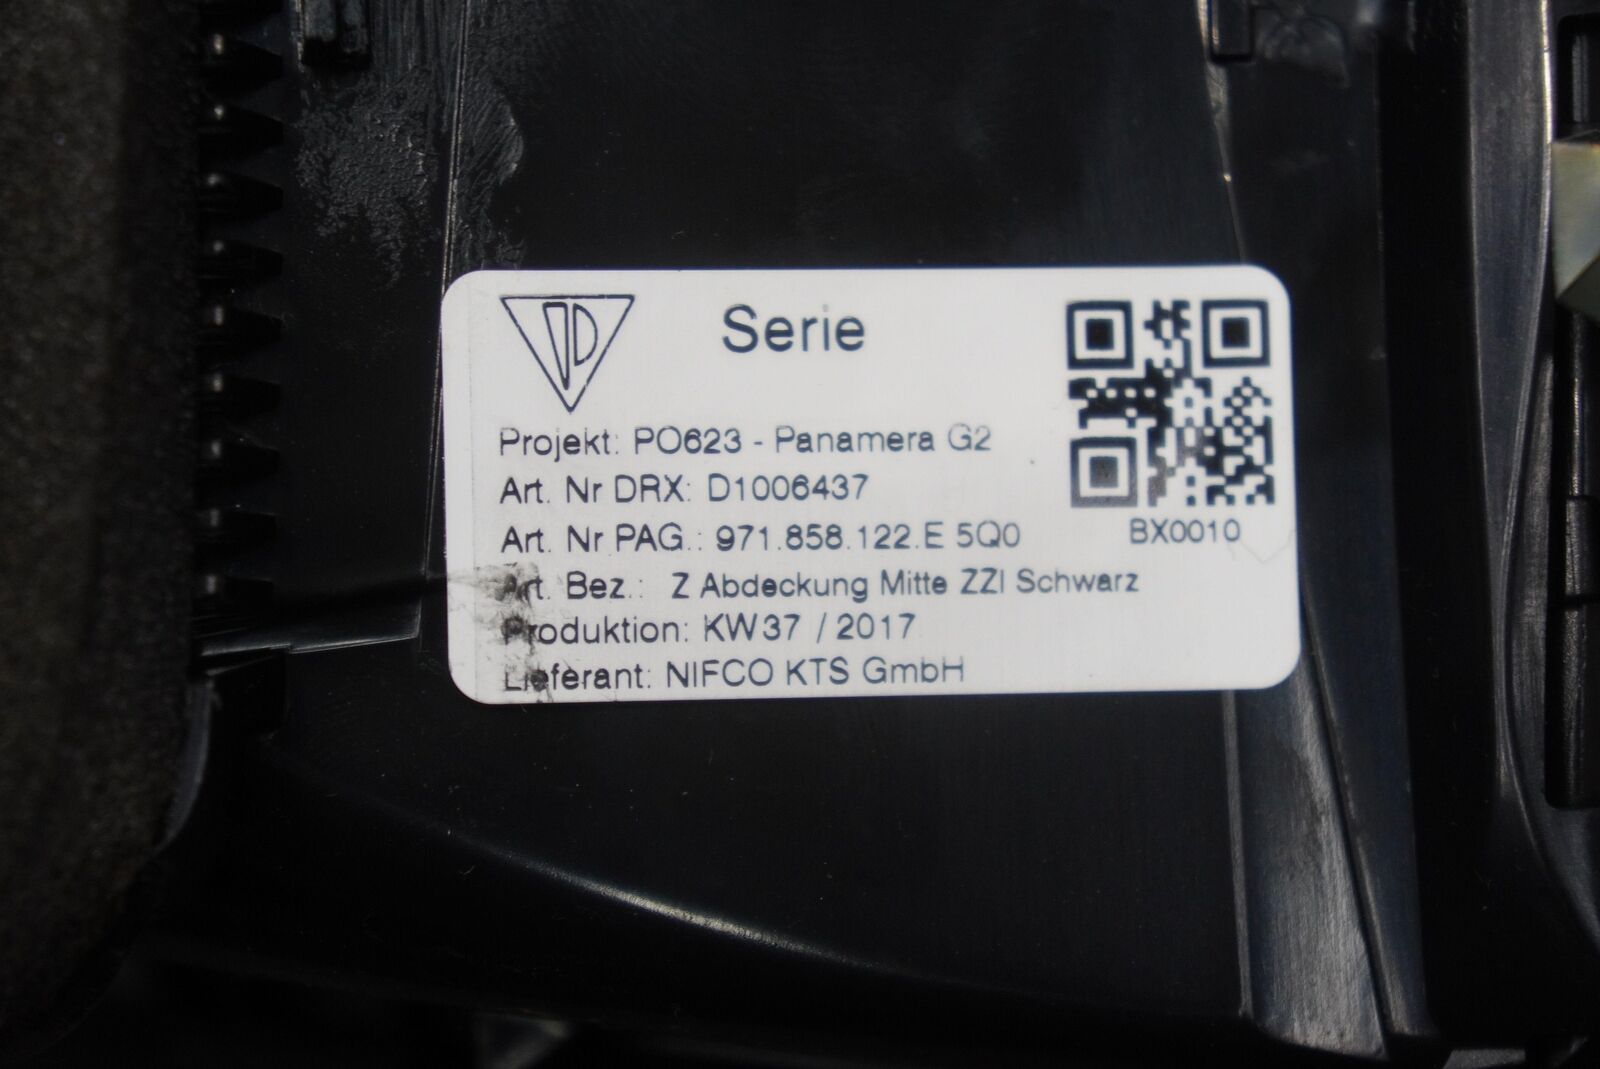 Serie
Projekt: PO623 - Panamera G2
Art. Nr DRX: D1006437
Art. Nr PAG.: 971.858.122.E 5Q0
BX0010
Art. Bez.: Z Abdeckung Mitte ZZI Schwarz
Produktion: KW37 / 2017
Lieferant: NIFCO KTS GmbH